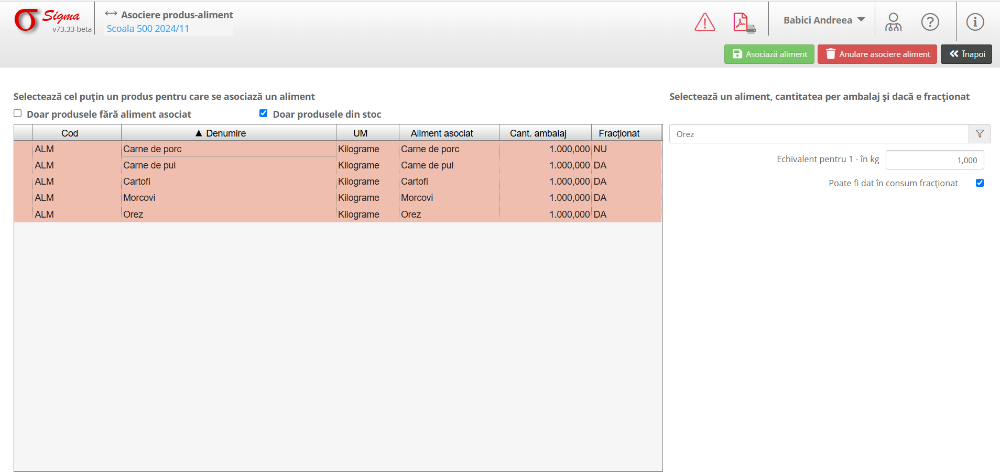 σ Sigma
v73.33-beta
Asociere produs-aliment
Scoala 500 2024/11
Babici Andreea
Asociază aliment
Anulare asociere aliment
Înapoi
Selectează cel puțin un produs pentru care se asociază un aliment
Doar produsele fără aliment asociat
Doar produsele din stoc
Cod ▲ Denumire UM Aliment asociat Cant. ambalaj Fracționat
ALM Carne de porc Kilograme Carne de porc 1.000,000 NU
ALM Carne de pui Kilograme Carne de pui 1.000,000 DA
ALM Cartofi Kilograme Cartofi 1.000,000 DA
ALM Morcovi Kilograme Morcovi 1.000,000 DA
ALM Orez Kilograme Orez 1.000,000 DA
Selectează un aliment, cantitatea per ambalaj și dacă e fracționat
Orez
Echivalent pentru 1 - în kg 1,000
Poate fi dat în consum fracționat